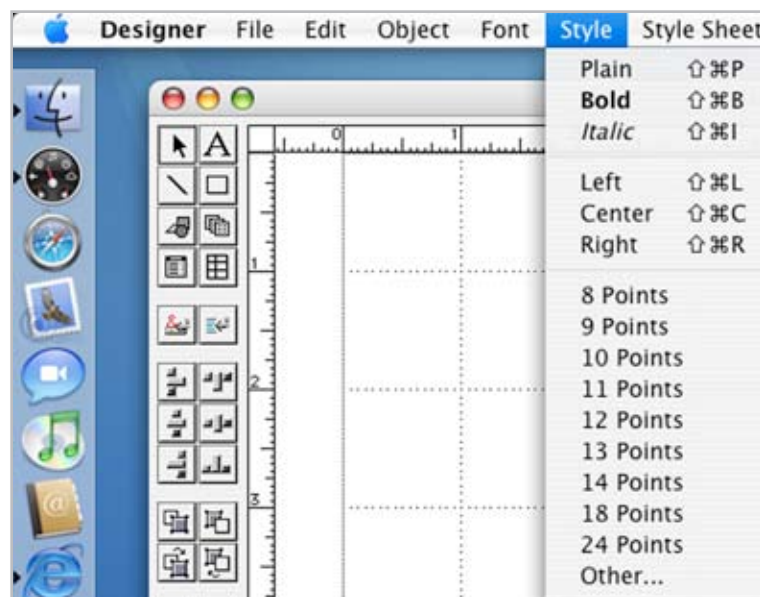 Designer File Edit Object Font Style Style Sheet
Plain ⇧⌘P
Bold ⇧⌘B
Italic ⇧⌘I
Left ⇧⌘L
Center ⇧⌘C
Right ⇧⌘R
8 Points
9 Points
10 Points
11 Points
12 Points
13 Points
14 Points
18 Points
24 Points
Other...
A
0 1
1
2
3
@